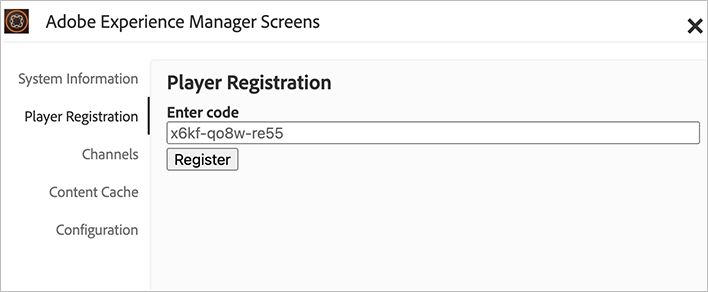 Adobe Experience Manager Screens
System Information
Player Registration
Channels
Content Cache
Configuration
Player Registration
Enter code
x6kf-qo8w-re55
Register